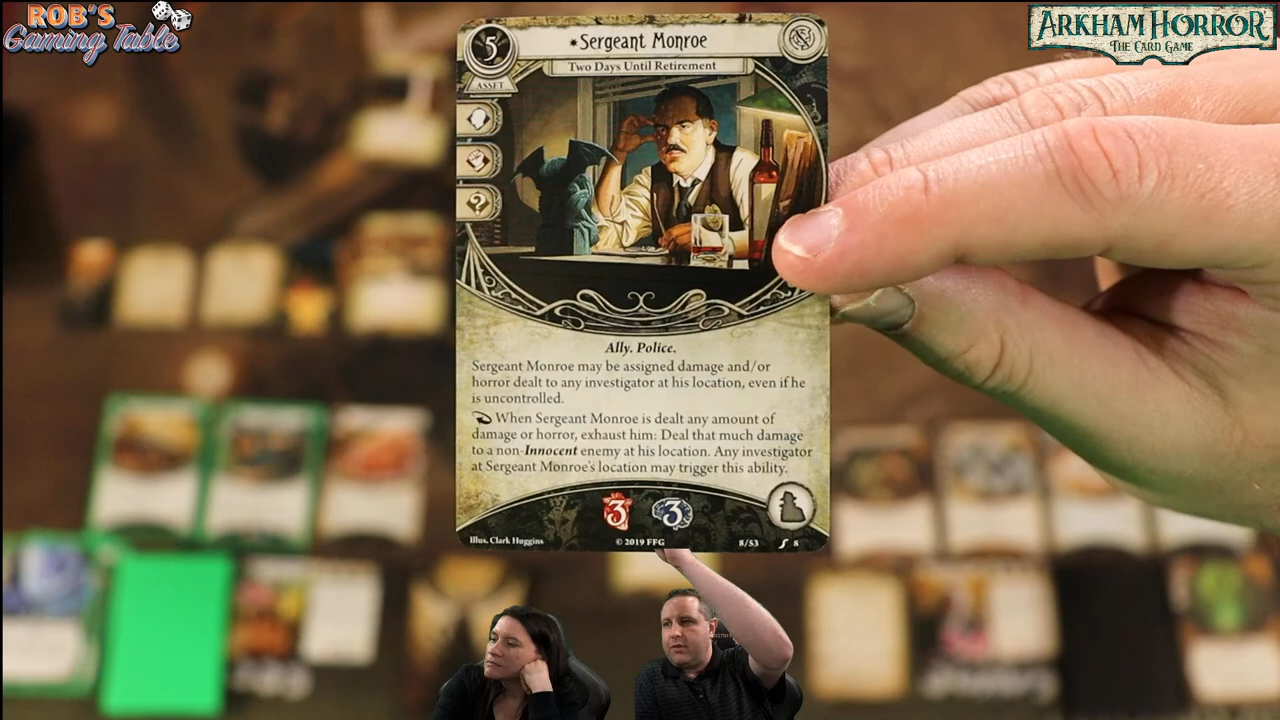 ROB'S
Gaming Table
ARKHAM HORROR
THE CARD GAME
5
Sergeant Monroe
Two Days Until Retirement
ASSET
?
Ally. Police.
Sergeant Monroe may be assigned damage and/or
horror dealt to any investigator at his location, even if he
is uncontrolled.
When Sergeant Monroe is dealt any amount of
damage or horror, exhaust him: Deal that much damage
to a non-Innocent enemy at his location. Any investigator
at Sergeant Monroe's location may trigger this ability.
3 3
Illus. Clark Huggins © 2019 FFG 8/53 8